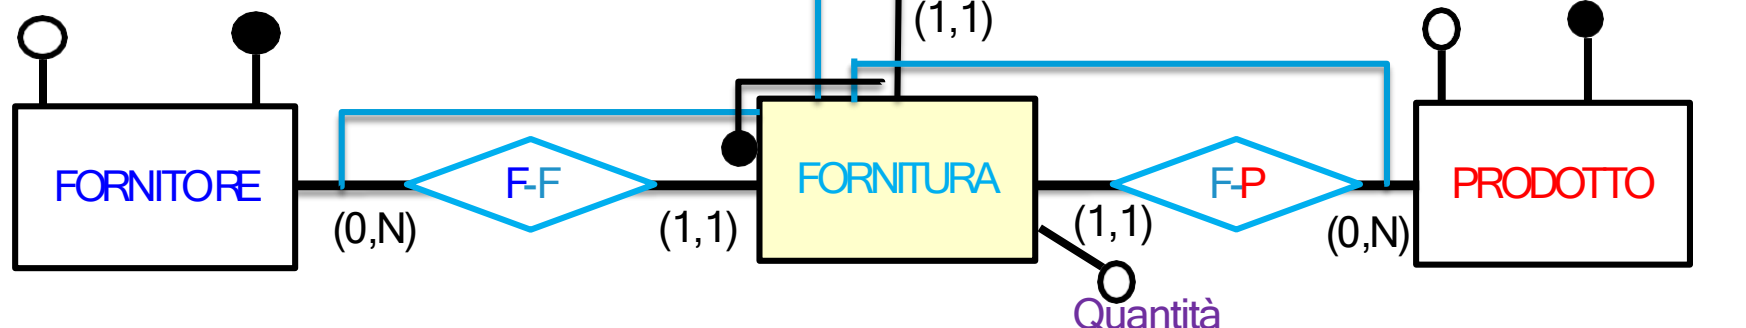 (1,1)
FORNITORE
F-F
FORNITURA
F-P
PRODOTTO
(0,N)
(1,1)
(1,1)
(0,N)
Quantità